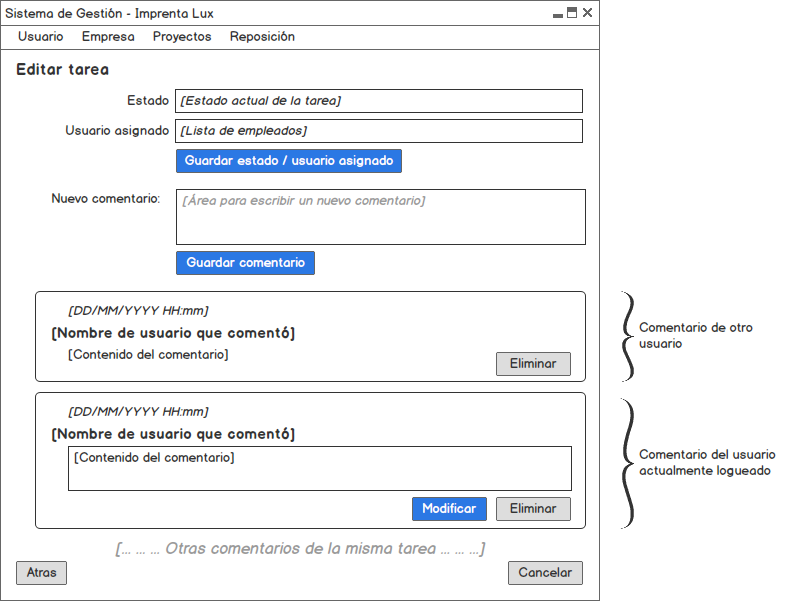 Sistema de Gestión - Imprenta Lux
Usuario Empresa Proyectos Reposición
Editar tarea
Estado [Estado actual de la tarea]
Usuario asignado [Lista de empleados]
Guardar estado / usuario asignado
Nuevo comentario: [Área para escribir un nuevo comentario]
Guardar comentario
[DD/MM/YYYY HH:mm]
[Nombre de usuario que comentó]
[Contenido del comentario]
Eliminar
Comentario de otro
usuario
[DD/MM/YYYY HH:mm]
[Nombre de usuario que comentó]
[Contenido del comentario]
Modificar Eliminar
Comentario del usuario
actualmente logueado
[... ... ... Otras comentarios de la misma tarea ... ... ...]
Atras Cancelar